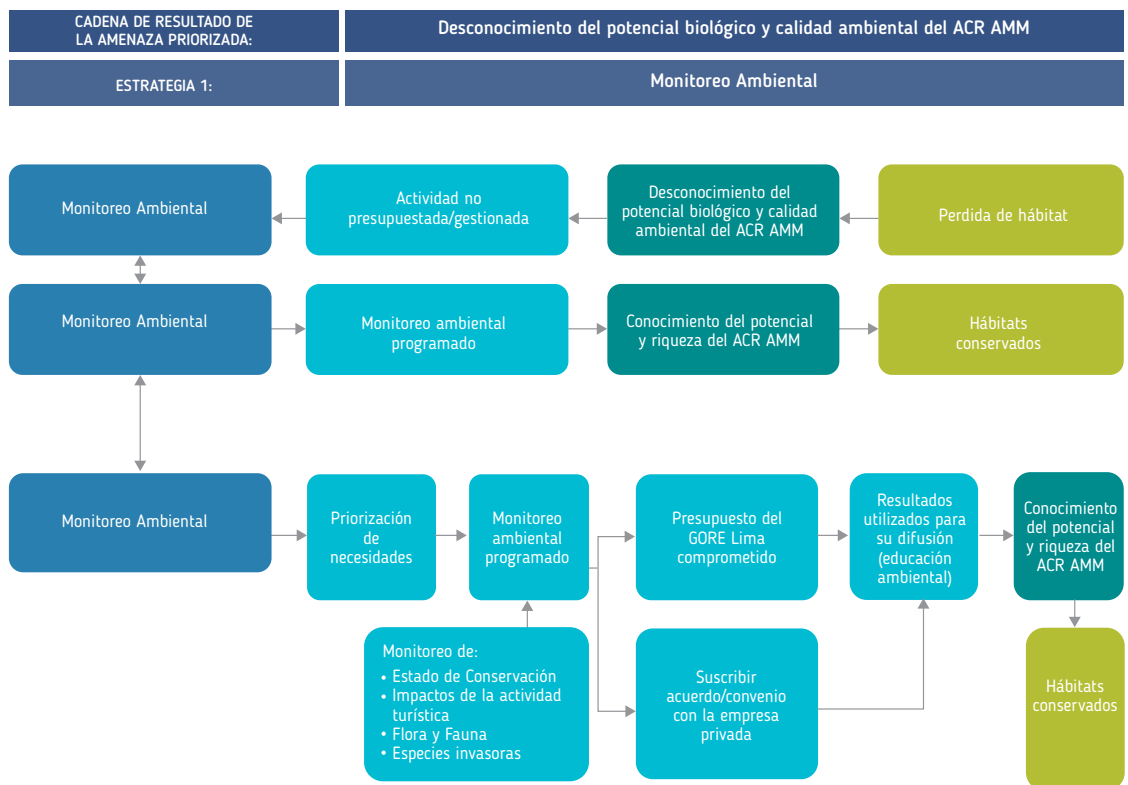 CADENA DE RESULTADO DE
LA AMENAZA PRIORIZADA:
Desconocimiento del potencial biológico y calidad ambiental del ACR AMM
ESTRATEGIA 1:
Monitoreo Ambiental
Monitoreo Ambiental
Actividad no
presupuestada/gestionada
Desconocimiento del
potencial biológico y calidad
ambiental del ACR AMM
Perdida de hábitat
Monitoreo Ambiental
Monitoreo ambiental
programado
Conocimiento del potencial
y riqueza del ACR AMM
Hábitats
conservados
Monitoreo Ambiental
Priorización
de
necesidades
Monitoreo
ambiental
programado
Presupuesto del
GORE Lima
comprometido
Resultados
utilizados para
su difusión
(educación
ambiental)
Conocimiento
del potencial
y riqueza del
ACR AMM
Monitoreo de:
• Estado de Conservación
• Impactos de la actividad
turística
• Flora y Fauna
• Especies invasoras
Suscribir
acuerdo/convenio
con la empresa
privada
Hábitats
conservados